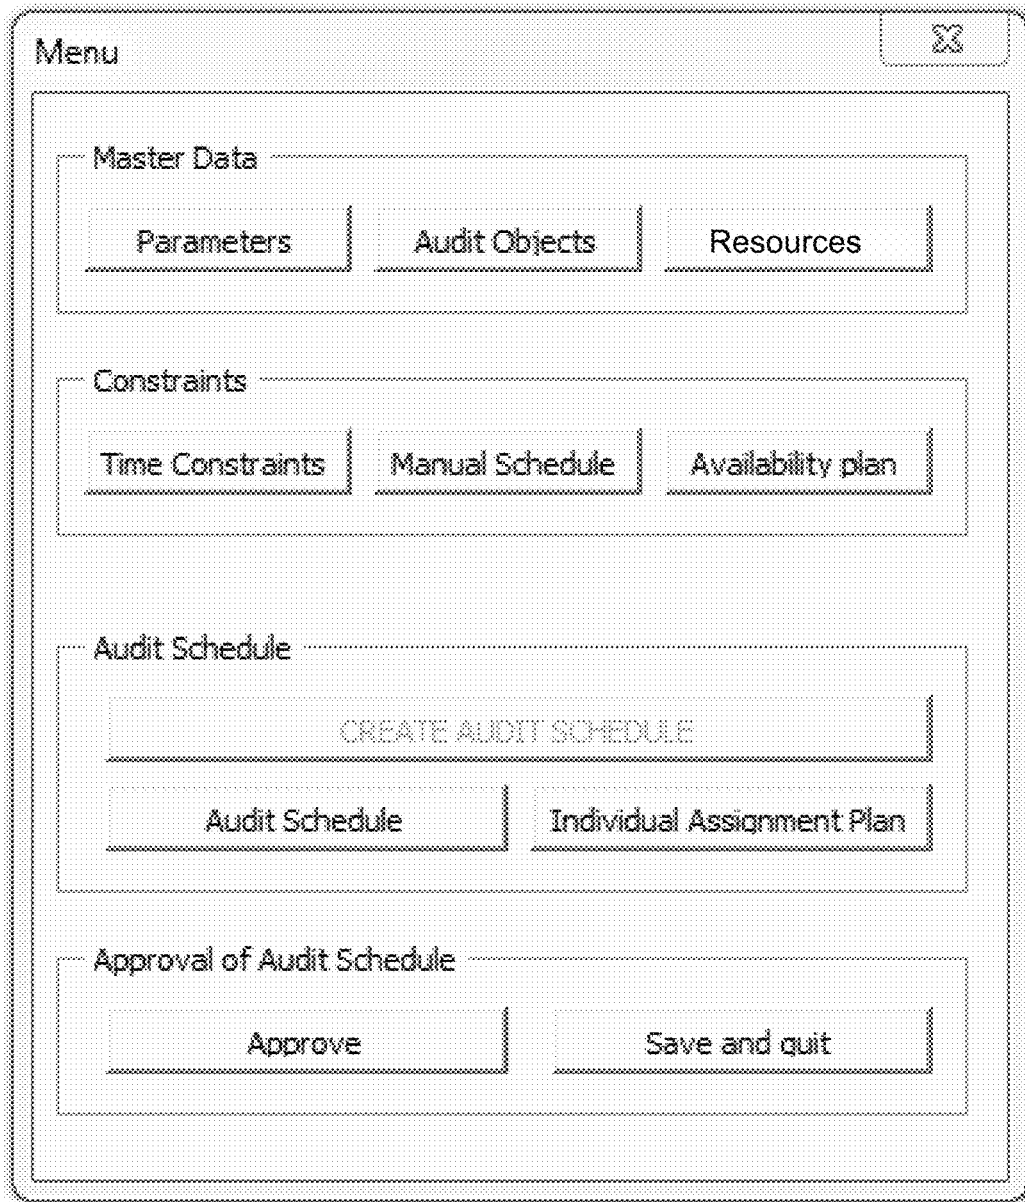 Menu
Master Data
Parameters Audit Objects Resources
Constraints
Time Constraints Manual Schedule Availability plan
Audit Schedule
CREATE AUDIT SCHEDULE
Audit Schedule Individual Assignment Plan
Approval of Audit Schedule
Approve Save and quit